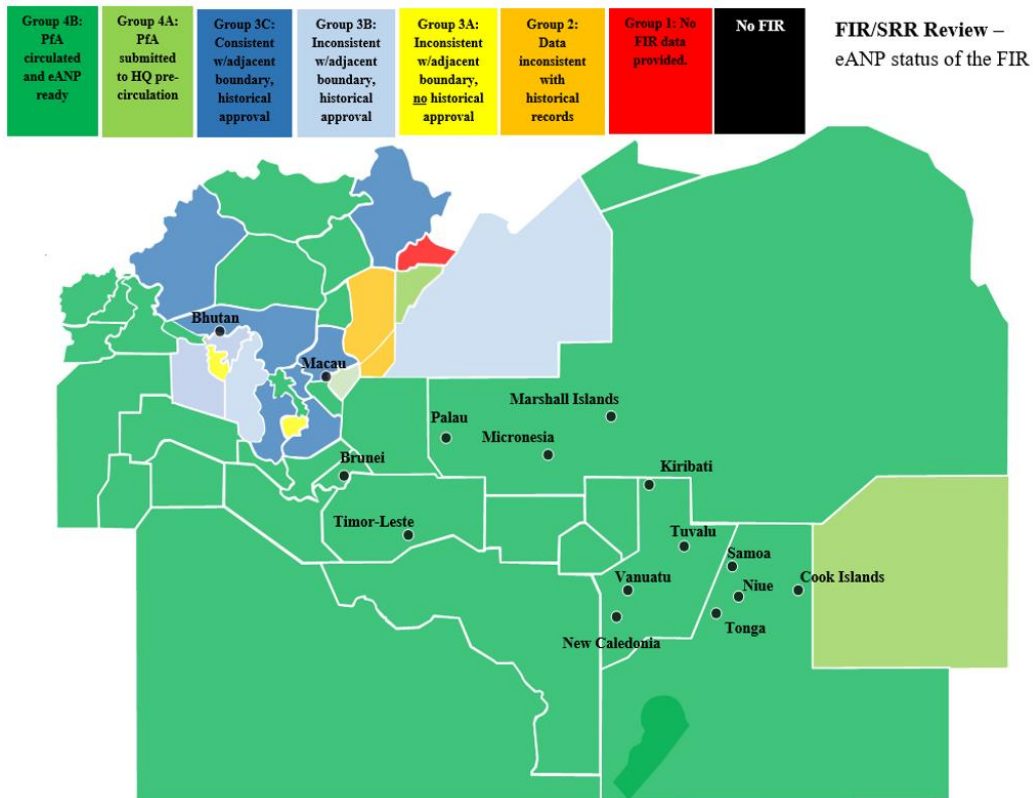 Group 4B:
PfA
circulated
and eANP
ready
Group 4A:
PfA
submitted
to HQ pre-
circulation
Group 3C:
Consistent
w/adjacent
boundary,
historical
approval
Group 3B:
Inconsistent
w/adjacent
boundary,
historical
approval
Group 3A:
Inconsistent
w/adjacent
boundary,
no historical
approval
Group 2:
Data
inconsistent
with
historical
records
Group 1: No
FIR data
provided.
No FIR
FIR/SRR Review –
eANP status of the FIR
Bhutan
Macau
Marshall Islands
Palau
Micronesia
Brunei
Kiribati
Timor-Leste
Tuvalu
Samoa
Vanuatu
Niue
Cook Islands
Tonga
New Caledonia